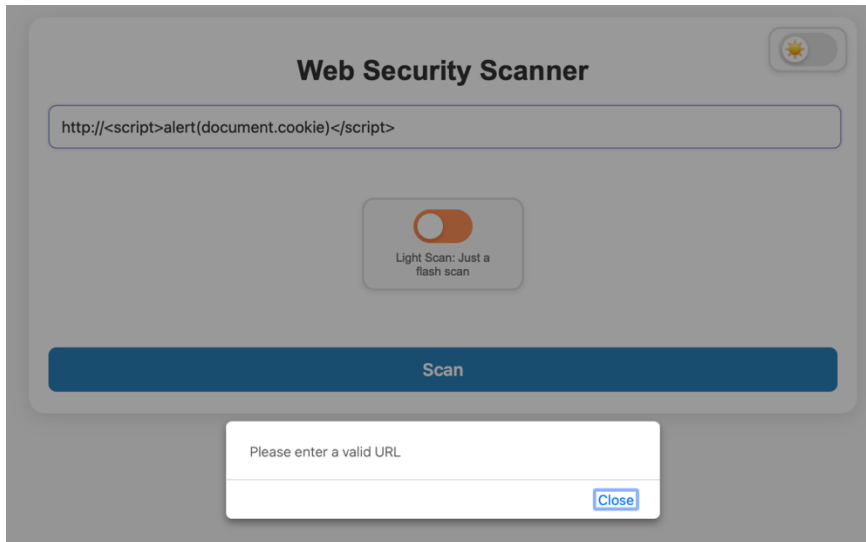 Web Security Scanner
http://<script>alert(document.cookie)</script>
Light Scan: Just a
flash scan
Scan
Please enter a valid URL
Close